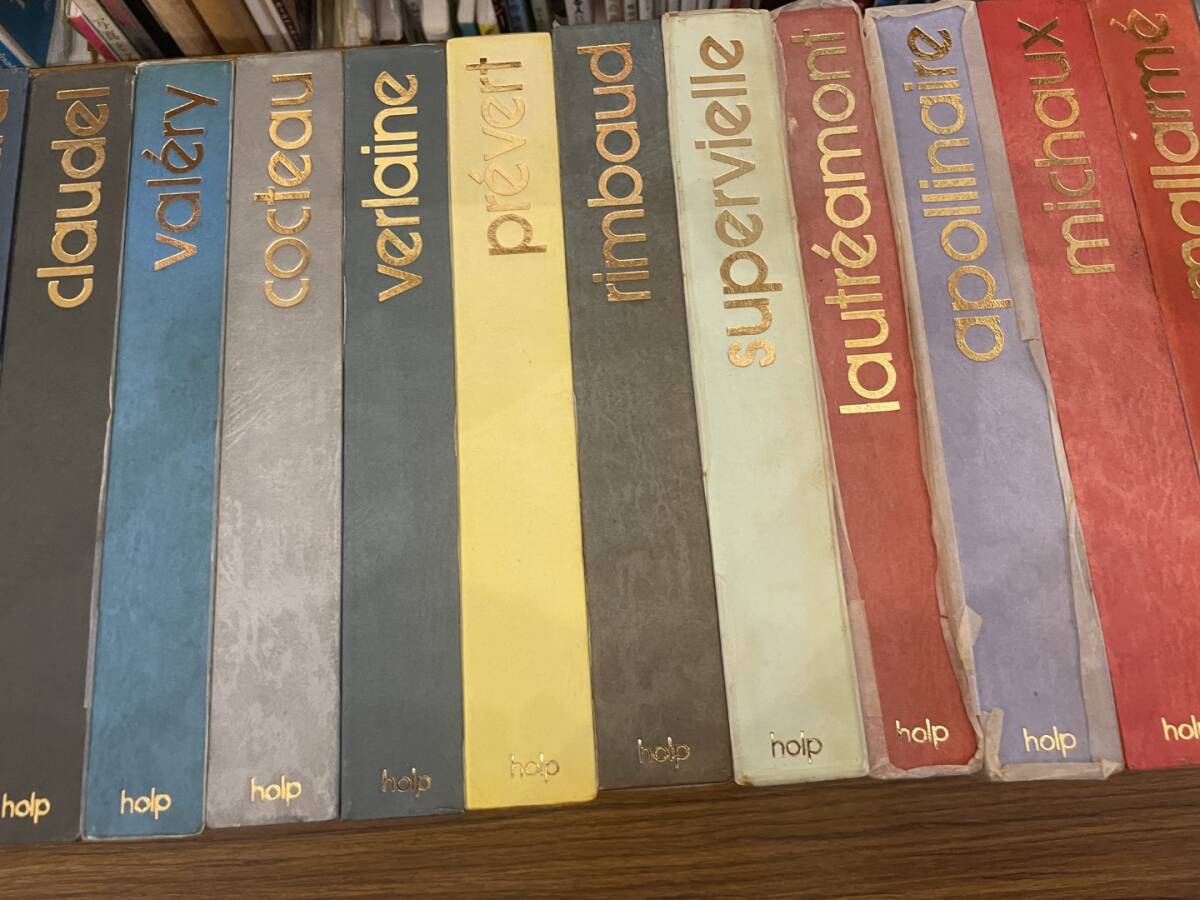 claudel
holp
valéry
holp
cocteau
holp
verlaine
holp
prévert
holp
rimbaud
holp
supervielle
holp
lautréamont
holp
apollinaire
holp
michaux
mallarmé